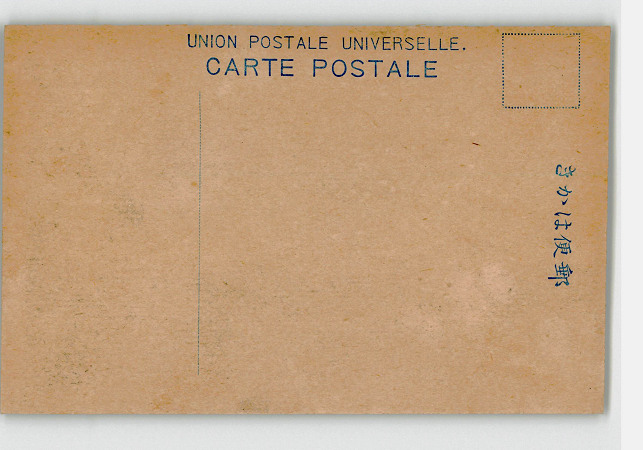 UNION POSTALE UNIVERSELLE.
CARTE POSTALE
きかは便郵